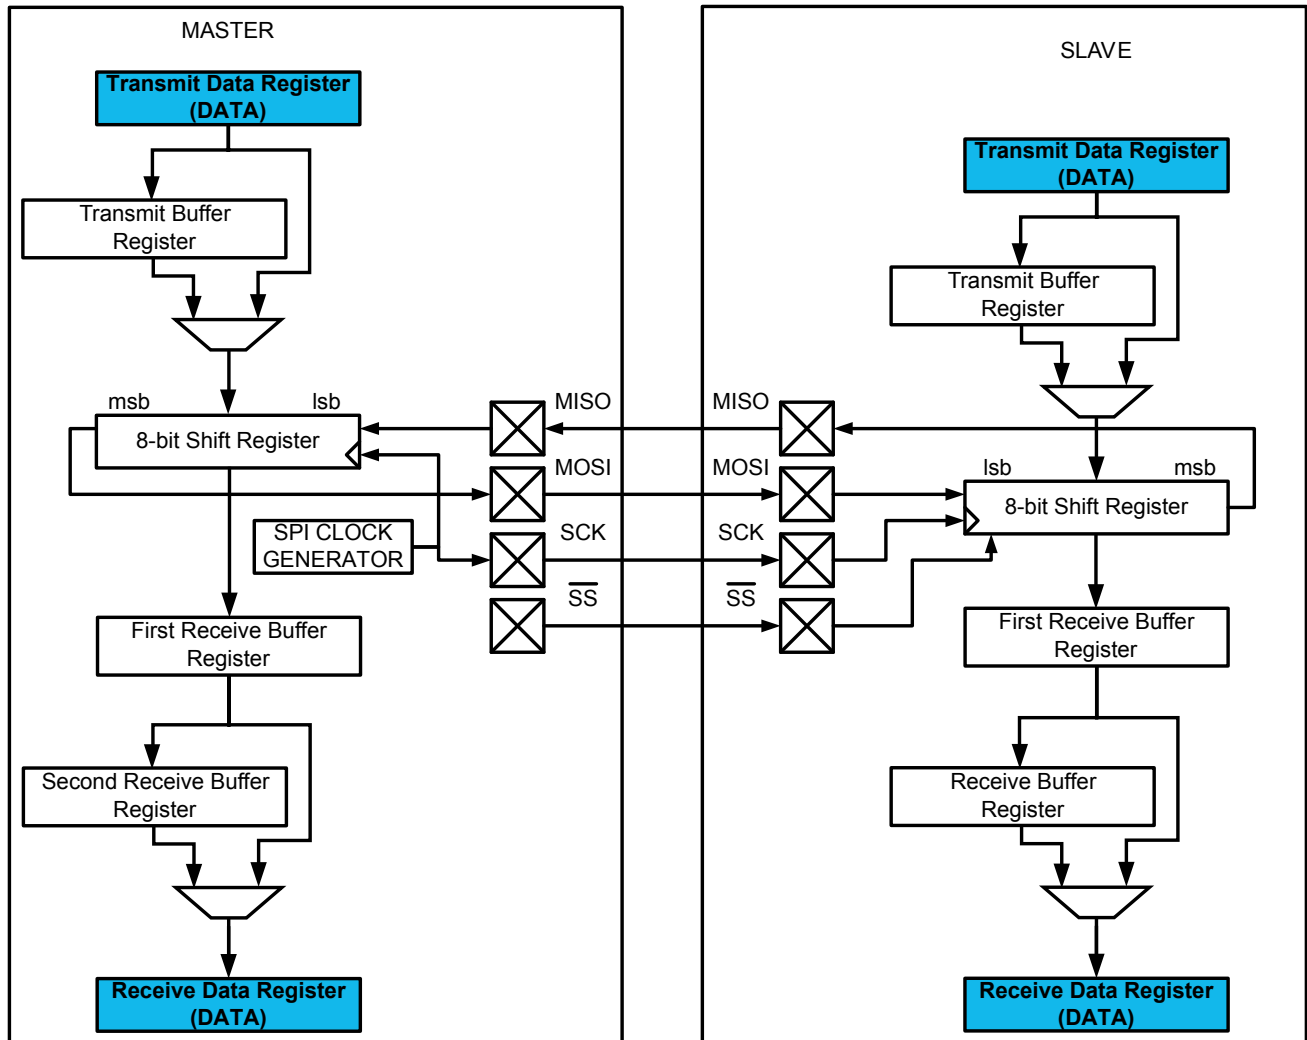 MASTER
Transmit Data Register
(DATA)
Transmit Buffer
Register
msb
lsb
8-bit Shift Register
SPI CLOCK
GENERATOR
First Receive Buffer
Register
Second Receive Buffer
Register
Receive Data Register
(DATA)
MISO
MOSI
SCK
SS
MISO
MOSI
SCK
SS
SLAVE
Transmit Data Register
(DATA)
Transmit Buffer
Register
lsb
msb
8-bit Shift Register
First Receive Buffer
Register
Receive Buffer
Register
Receive Data Register
(DATA)